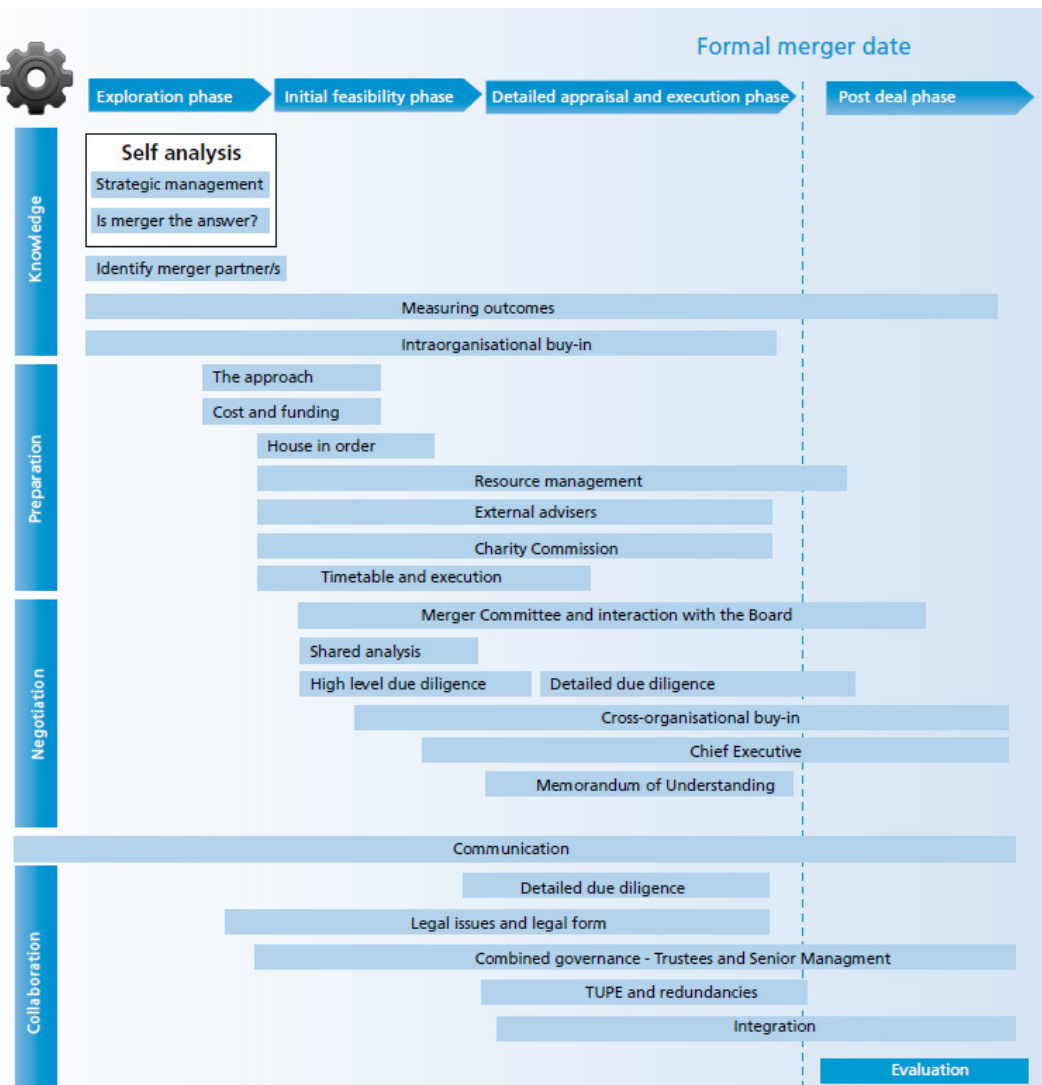 Formal merger date
Exploration phase
Initial feasibility phase
Detailed appraisal and execution phase
Post deal phase
Knowledge
Self analysis
Strategic management
Is merger the answer?
Identify merger partner/s
Measuring outcomes
Intraorganisational buy-in
Preparation
The approach
Cost and funding
House in order
Resource management
External advisers
Charity Commission
Timetable and execution
Negotiation
Merger Committee and interaction with the Board
Shared analysis
High level due diligence
Detailed due diligence
Cross-organisational buy-in
Chief Executive
Memorandum of Understanding
Communication
Collaboration
Detailed due diligence
Legal issues and legal form
Combined governance - Trustees and Senior Managment
TUPE and redundancies
Integration
Evaluation